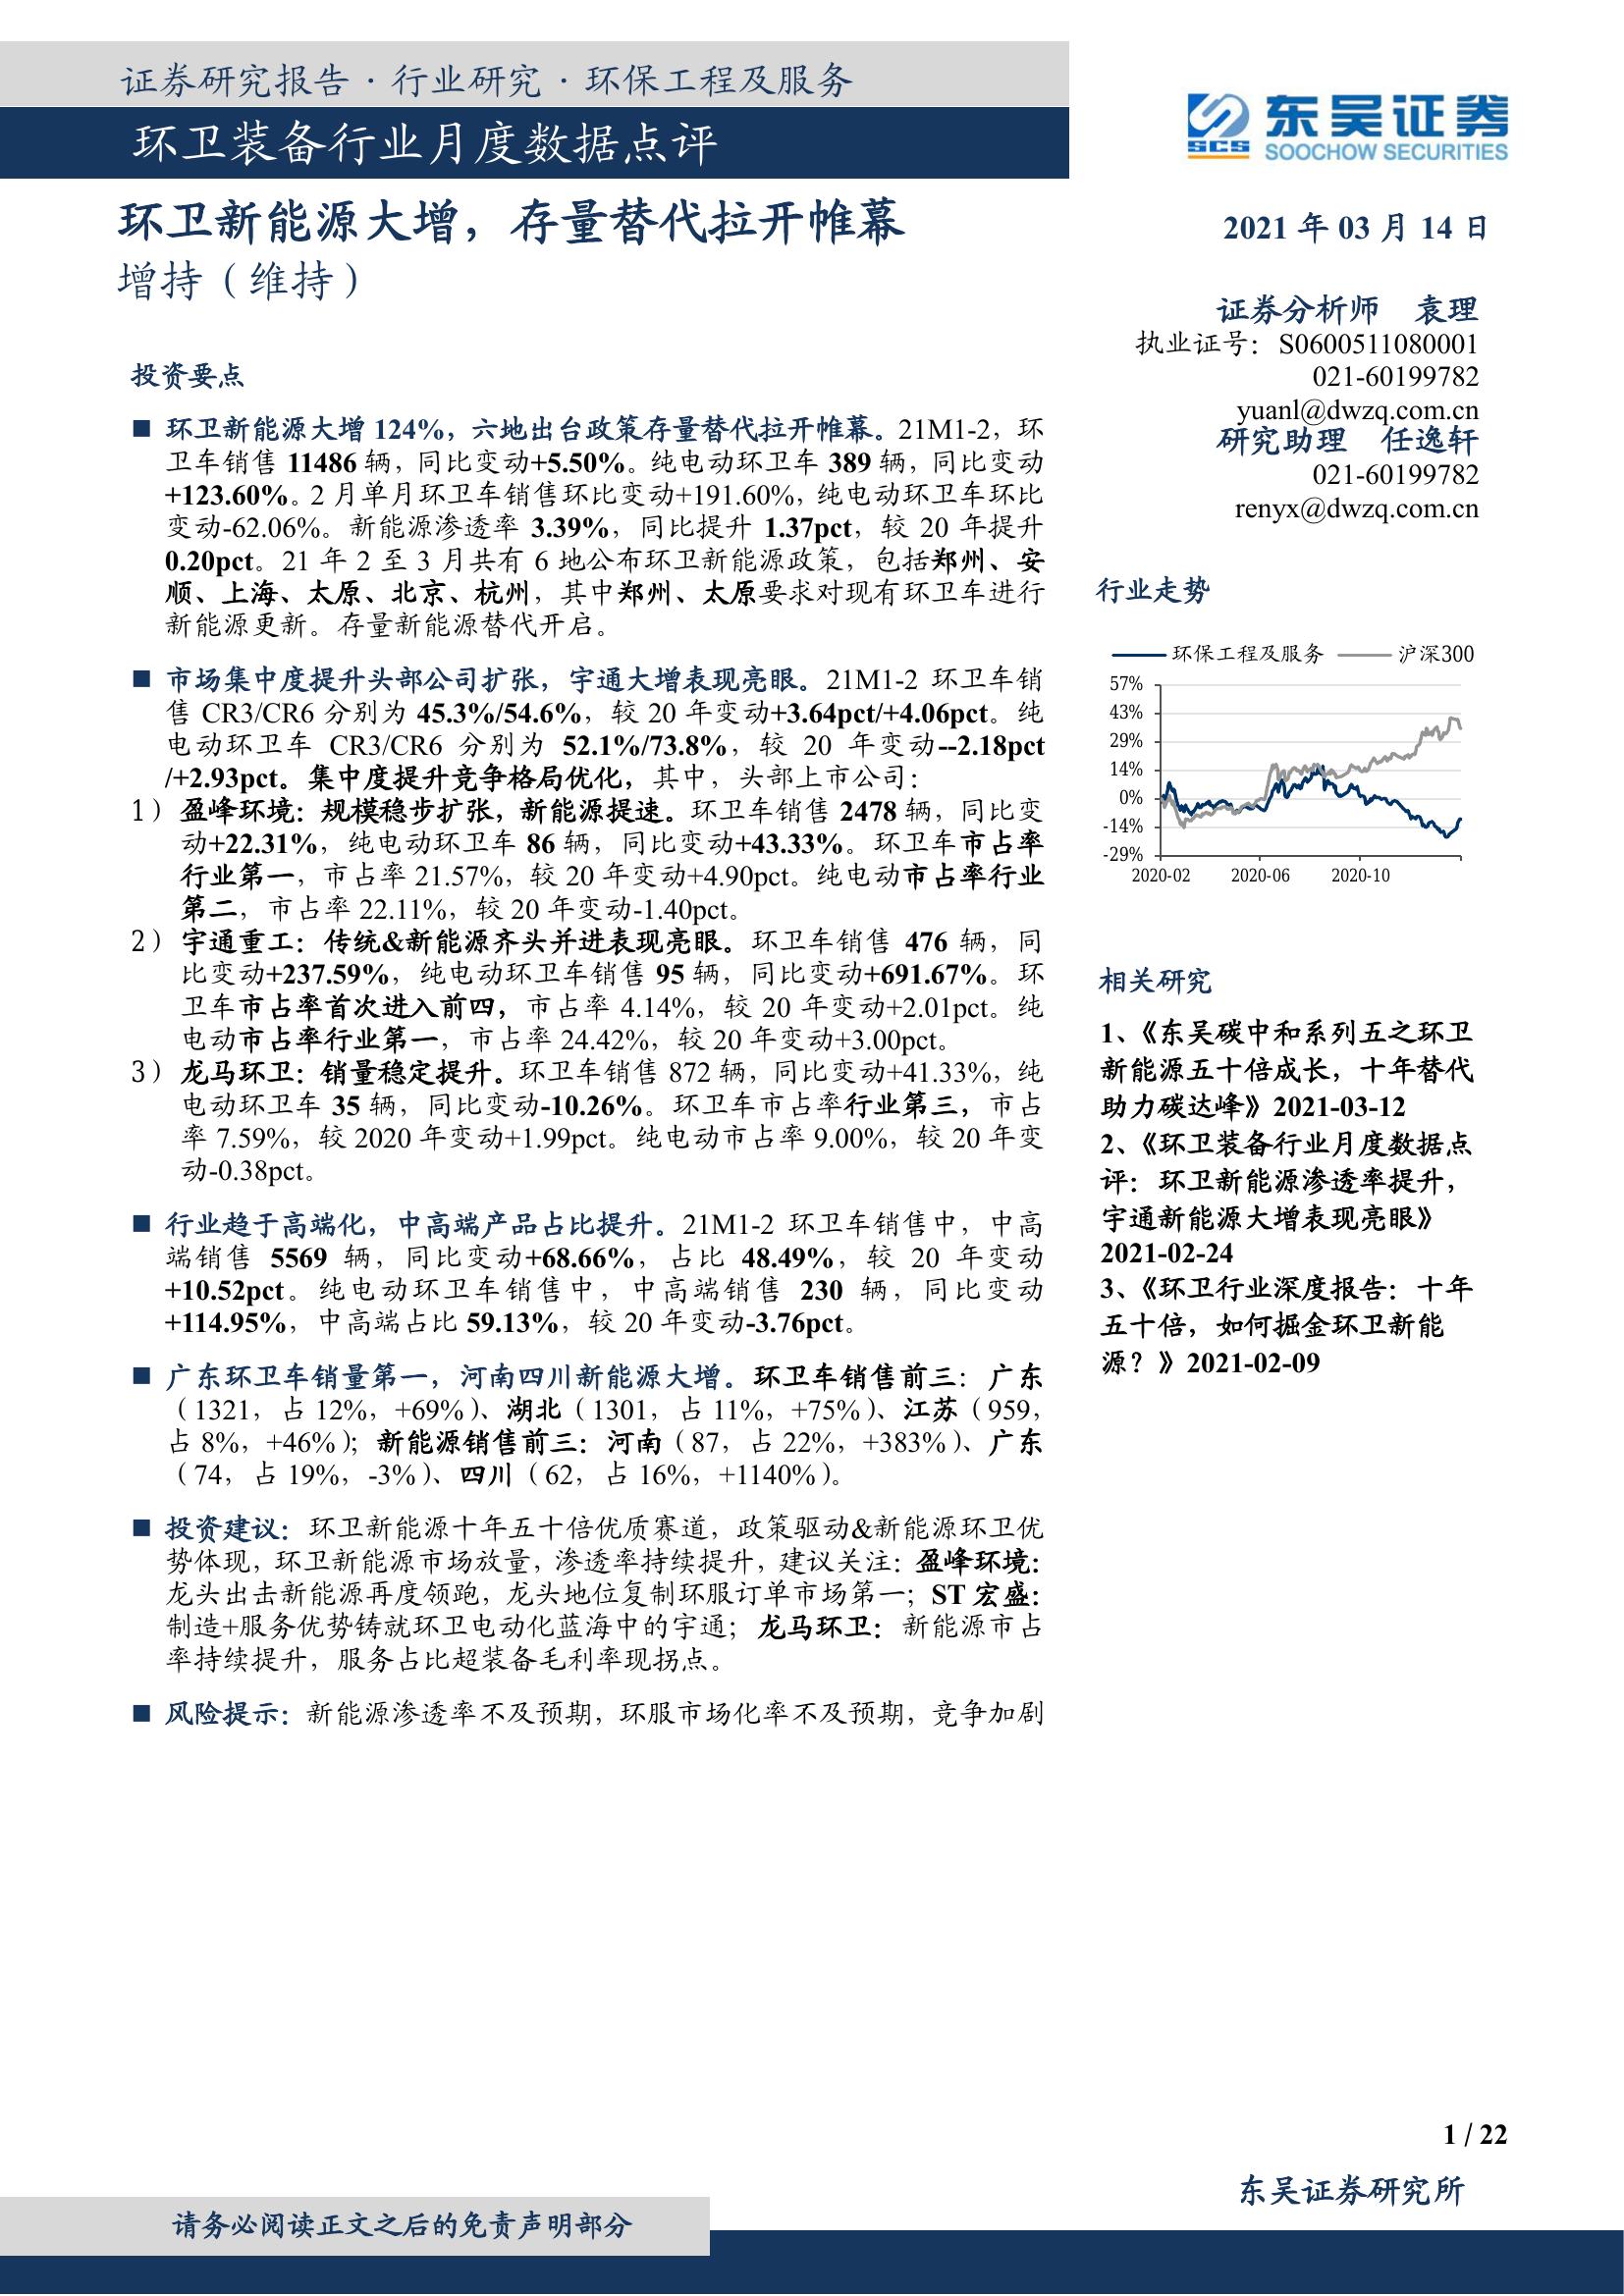 证券研究报告·行业研究·环保工程及服务
环卫装备行业月度数据点评
东吴证券
SCS
SOOCHOW SECURITIES
环卫新能源大增，存量替代拉开帷幕
增持（维持）
2021 年 03 月 14 日
证券分析师 袁理
执业证号：S0600511080001
021-60199782
yuanl@dwzq.com.cn
研究助理 任逸轩
021-60199782
renyx@dwzq.com.cn
投资要点
■ 环卫新能源大增 124%，六地出台政策存量替代拉开帷幕。21M1-2，环
卫车销售 11486 辆，同比变动+5.50%。纯电动环卫车 389 辆，同比变动
+123.60%。2 月单月环卫车销售环比变动+191.60%，纯电动环卫车环比
变动-62.06%。新能源渗透率 3.39%，同比提升 1.37pct，较 20 年提升
0.20pct。21 年 2 至 3 月共有 6 地公布环卫新能源政策，包括郑州、安
顺、上海、太原、北京、杭州，其中郑州、太原要求对现有环卫车进行
新能源更新。存量新能源替代开启。
■ 市场集中度提升头部公司扩张，宇通大增表现亮眼。21M1-2 环卫车销
售 CR3/CR6 分别为 45.3%/54.6%，较 20 年变动+3.64pct/+4.06pct。纯
电动环卫车 CR3/CR6 分别为 52.1%/73.8%，较 20 年变动--2.18pct
/+2.93pct。集中度提升竞争格局优化，其中，头部上市公司：
1）盈峰环境：规模稳步扩张，新能源提速。环卫车销售 2478 辆，同比变
动+22.31%，纯电动环卫车 86 辆，同比变动+43.33%。环卫车市占率
行业第一，市占率 21.57%，较 20 年变动+4.90pct。纯电动市占率行业
第二，市占率 22.11%，较 20 年变动-1.40pct。
2）宇通重工：传统&新能源齐头并进表现亮眼。环卫车销售 476 辆，同
比变动+237.59%，纯电动环卫车销售 95 辆，同比变动+691.67%。环
卫车市占率首次进入前四，市占率 4.14%，较 20 年变动+2.01pct。纯
电动市占率行业第一，市占率 24.42%，较 20 年变动+3.00pct。
3）龙马环卫：销量稳定提升。环卫车销售 872 辆，同比变动+41.33%，纯
电动环卫车 35 辆，同比变动-10.26%。环卫车市占率行业第三，市占
率 7.59%，较 2020 年变动+1.99pct。纯电动市占率 9.00%，较 20 年变
动-0.38pct。
■ 行业趋于高端化，中高端产品占比提升。21M1-2 环卫车销售中，中高
端销售 5569 辆，同比变动+68.66%，占比 48.49%，较 20 年变动
+10.52pct。纯电动环卫车销售中，中高端销售 230 辆，同比变动
+114.95%，中高端占比 59.13%，较 20 年变动-3.76pct。
■ 广东环卫车销量第一，河南四川新能源大增。环卫车销售前三：广东
（1321，占 12%，+69%）、湖北（1301，占 11%，+75%）、江苏（959，
占 8%，+46%）；新能源销售前三：河南（87，占 22%，+383%）、广东
（74，占 19%，-3%）、四川（62，占 16%，+1140%）。
■ 投资建议：环卫新能源十年五十倍优质赛道，政策驱动&新能源环卫优
势体现，环卫新能源市场放量，渗透率持续提升，建议关注：盈峰环境：
龙头出击新能源再度领跑，龙头地位复制环服订单市场第一；ST 宏盛：
制造+服务优势铸就环卫电动化蓝海中的宇通；龙马环卫：新能源市占
率持续提升，服务占比超装备毛利率现拐点。
■ 风险提示：新能源渗透率不及预期，环服市场化率不及预期，竞争加剧
行业走势
环保工程及服务 沪深300
57%
43%
29%
14%
0%
-14%
-29%
2020-02 2020-06 2020-10
相关研究
1、《东吴碳中和系列五之环卫
新能源五十倍成长，十年替代
助力碳达峰》2021-03-12
2、《环卫装备行业月度数据点
评：环卫新能源渗透率提升，
宇通新能源大增表现亮眼》
2021-02-24
3、《环卫行业深度报告：十年
五十倍，如何掘金环卫新能
源？》2021-02-09
1 / 22
东吴证券研究所
请务必阅读正文之后的免责声明部分